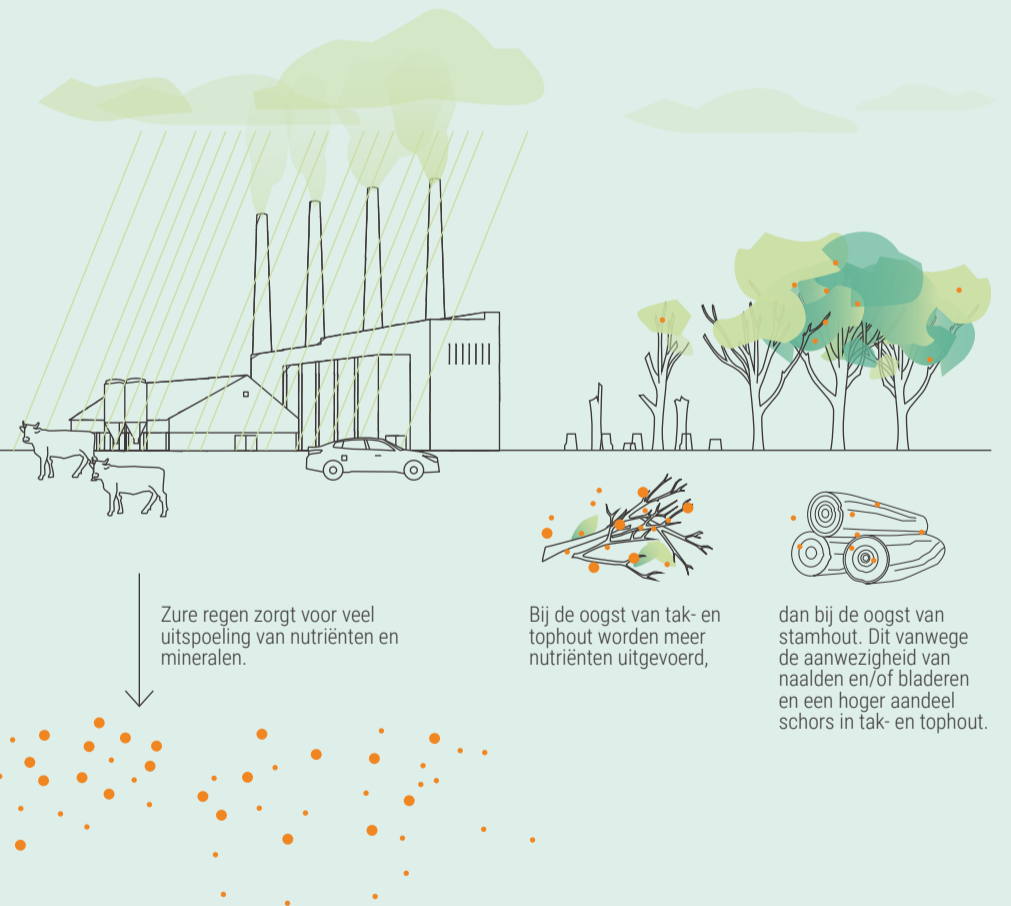 Zure regen zorgt voor veel
uitspoeling van nutriënten en
mineralen.
Bij de oogst van tak- en
tophout worden meer
nutriënten uitgevoerd,
dan bij de oogst van
stamhout. Dit vanwege
de aanwezigheid van
naalden en/of bladeren
en een hoger aandeel
schors in tak- en tophout.